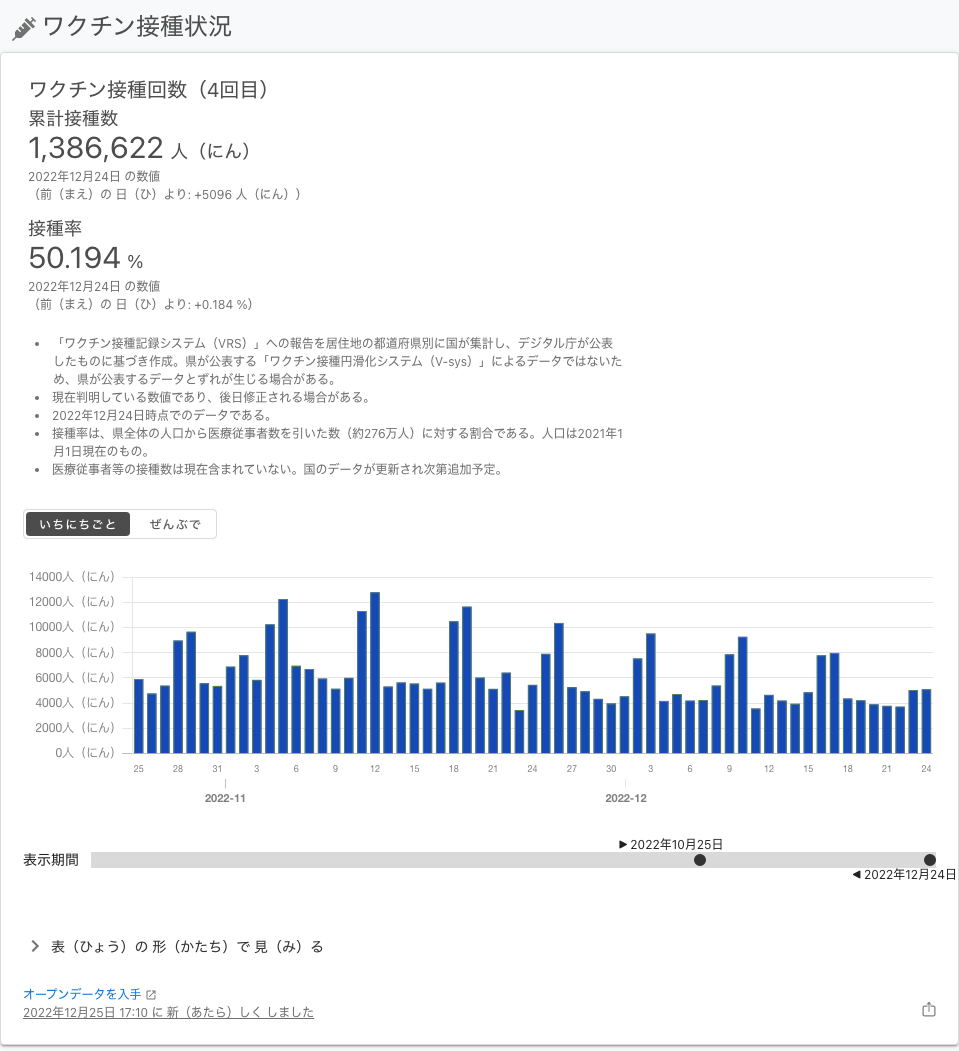 ワクチン接種状況
ワクチン接種回数（4回目）
累計接種数
1,386,622 人（にん）
2022年12月24日 の数値
（前（まえ）の 日（ひ）より: +5096 人（にん））
接種率
50.194 %
2022年12月24日 の数値
（前（まえ）の 日（ひ）より: +0.184 %）
• 「ワクチン接種記録システム（VRS）」への報告を居住地の都道府県別に国が集計し、デジタル庁が公表
したものに基づき作成。県が公表する「ワクチン接種円滑化システム（V-sys）」によるデータではないた
め、県が公表するデータとずれが生じる場合がある。
• 現在判明している数値であり、後日修正される場合がある。
• 2022年12月24日時点でのデータである。
• 接種率は、県全体の人口から医療従事者数を引いた数（約276万人）に対する割合である。人口は2021年1
月1日現在のもの。
• 医療従事者等の接種数は現在含まれていない。国のデータが更新され次第追加予定。
いちにちごと ぜんぶで
14000人（にん）
12000人（にん）
10000人（にん）
8000人（にん）
6000人（にん）
4000人（にん）
2000人（にん）
0人（にん）
25 28 31 3 6 9 12 15 18 21 24 27 30 3 6 9 12 15 18 21 24
2022-11 2022-12
▶ 2022年10月25日
表示期間
◀ 2022年12月24日
表（ひょう）の 形（かたち）で 見（み）る
オープンデータを入手
2022年12月25日 17:10 に 新（あたら）しく しました